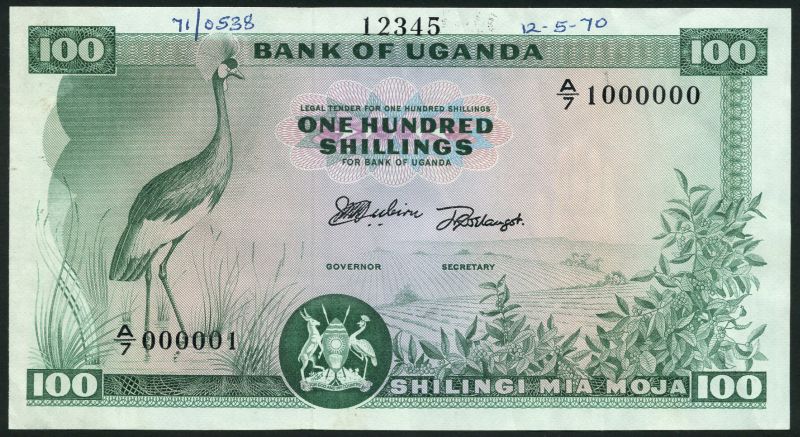 71/0538
12345
12-5-70
100
BANK OF UGANDA
100
A/7 1000000
LEGAL TENDER FOR ONE HUNDRED SHILLINGS
ONE HUNDRED
SHILLINGS
FOR BANK OF UGANDA
GOVERNOR
SECRETARY
A/7 000001
100
SHILINGI MIA MOJA
100